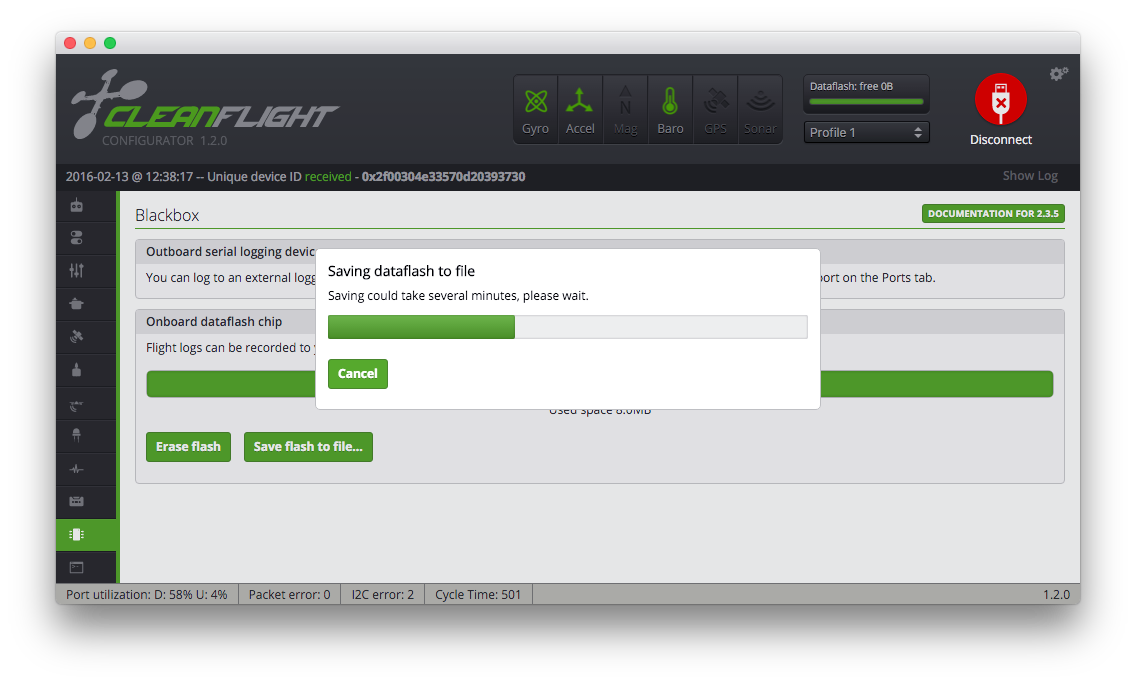 CLEANFLIGHT
CONFIGURATOR 1.2.0
Gyro Accel Mag Baro GPS Sonar
Dataflash: free 0B
Profile 1
Disconnect
2016-02-13 @ 12:38:17 -- Unique device ID received - 0x2f00304e33570d20393730
Show Log
Blackbox
DOCUMENTATION FOR 2.3.5
Outboard serial logging devic
You can log to an external logg
port on the Ports tab.
Saving dataflash to file
Saving could take several minutes, please wait.
Cancel
Onboard dataflash chip
Flight logs can be recorded to
Used space 8.0MB
Erase flash
Save flash to file...
Port utilization: D: 58% U: 4% Packet error: 0 I2C error: 2 Cycle Time: 501 1.2.0